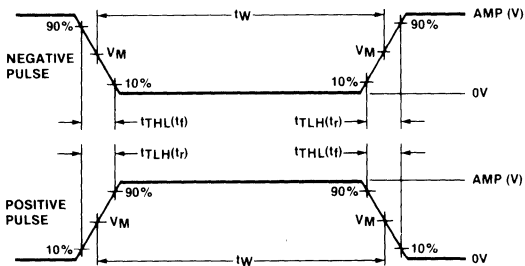 90% tW 90% AMP (V)
NEGATIVE PULSE VM VM
10% 10% 0V
tTHL(tf) tTLH(tr)
tTLH(tr) tTHL(tf)
AMP (V)
90% 90%
POSITIVE PULSE VM VM
10% tW 10% 0V